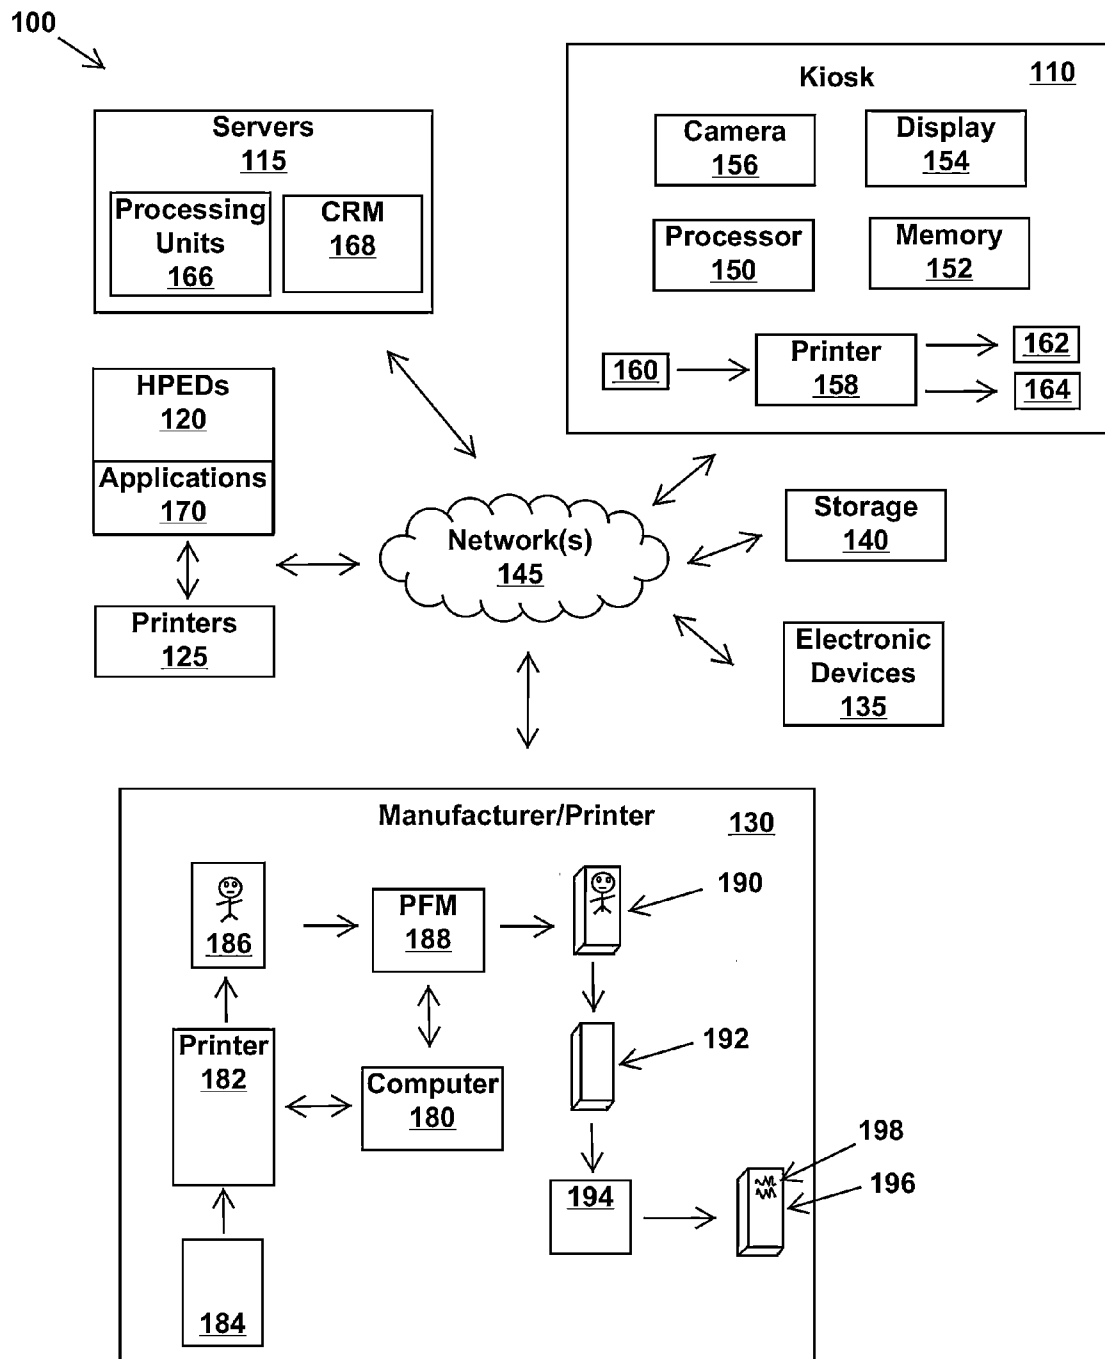 100
Servers
115
Processing
Units
166
CRM
168
Kiosk
110
Camera
156
Display
154
Processor
150
Memory
152
160
Printer
158
162
164
HPEDs
120
Applications
170
Printers
125
Network(s)
145
Storage
140
Electronic
Devices
135
Manufacturer/Printer
130
186
PFM
188
190
Printer
182
Computer
180
192
184
194
198
196